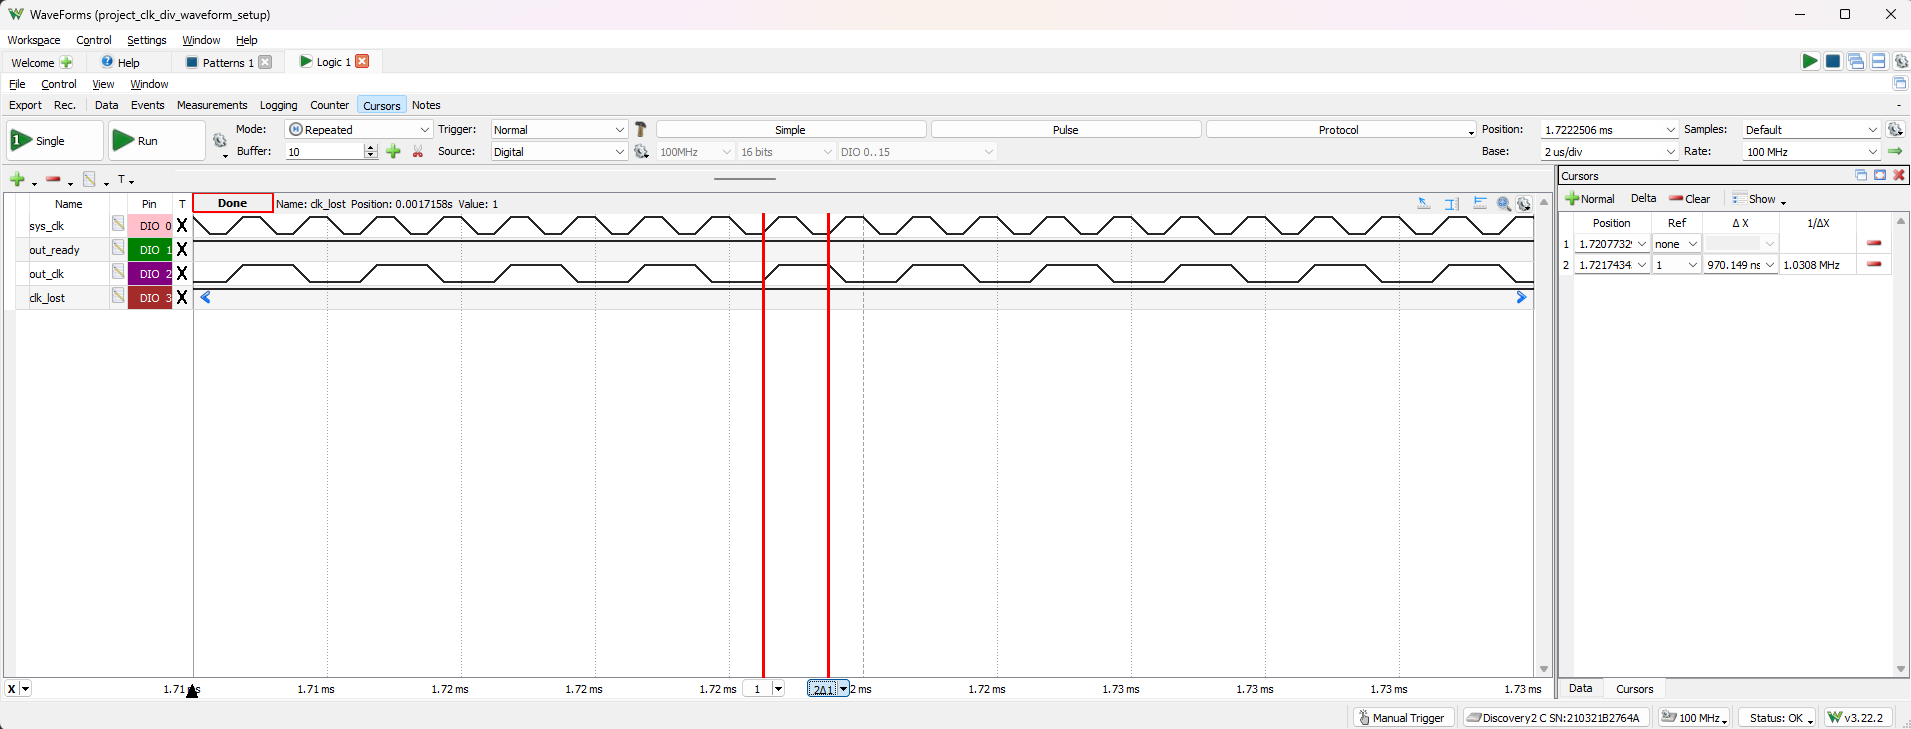 WaveForms (project_clk_div_waveform_setup)
Workspace Control Settings Window Help
Welcome Help Patterns 1 Logic 1
File Control View Window
Export Rec. Data Events Measurements Logging Counter Cursors Notes
Single Run Mode: Repeated Trigger: Normal Simple Pulse Protocol Position: 1.7222506 ms Samples: Default
Buffer: 10 Source: Digital 100MHz 16 bits DIO 0..15 Base: 2 us/div Rate: 100 MHz
T
Name Pin T Done Name: clk_lost Position: 0.0017158s Value: 1
sys_clk DIO 0 X
out_ready DIO 1 X
out_clk DIO 2 X
clk_lost DIO 3 X
X 1.71 ms 1.71 ms 1.72 ms 1.72 ms 1.72 ms 1 2Δ1 2 ms 1.72 ms 1.73 ms 1.73 ms 1.73 ms 1.73 ms
Cursors
Normal Delta Clear Show
Position Ref Δ X 1/ΔX
1 1.7207732 none
2 1.721743 1 970.149 ns 1.0308 MHz
Data Cursors
Manual Trigger Discovery2 C SN:210321B2764A 100 MHz Status: OK v3.22.2